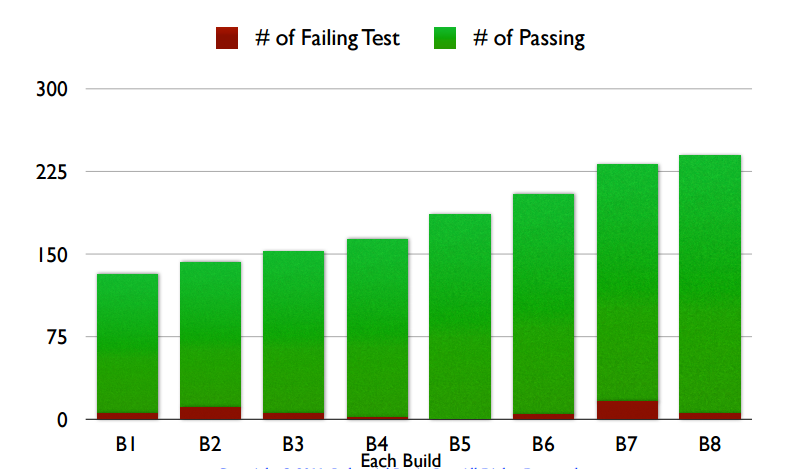 # of Failing Test # of Passing
300
225
150
75
0
B1 B2 B3 B4 B5 B6 B7 B8
Each Build